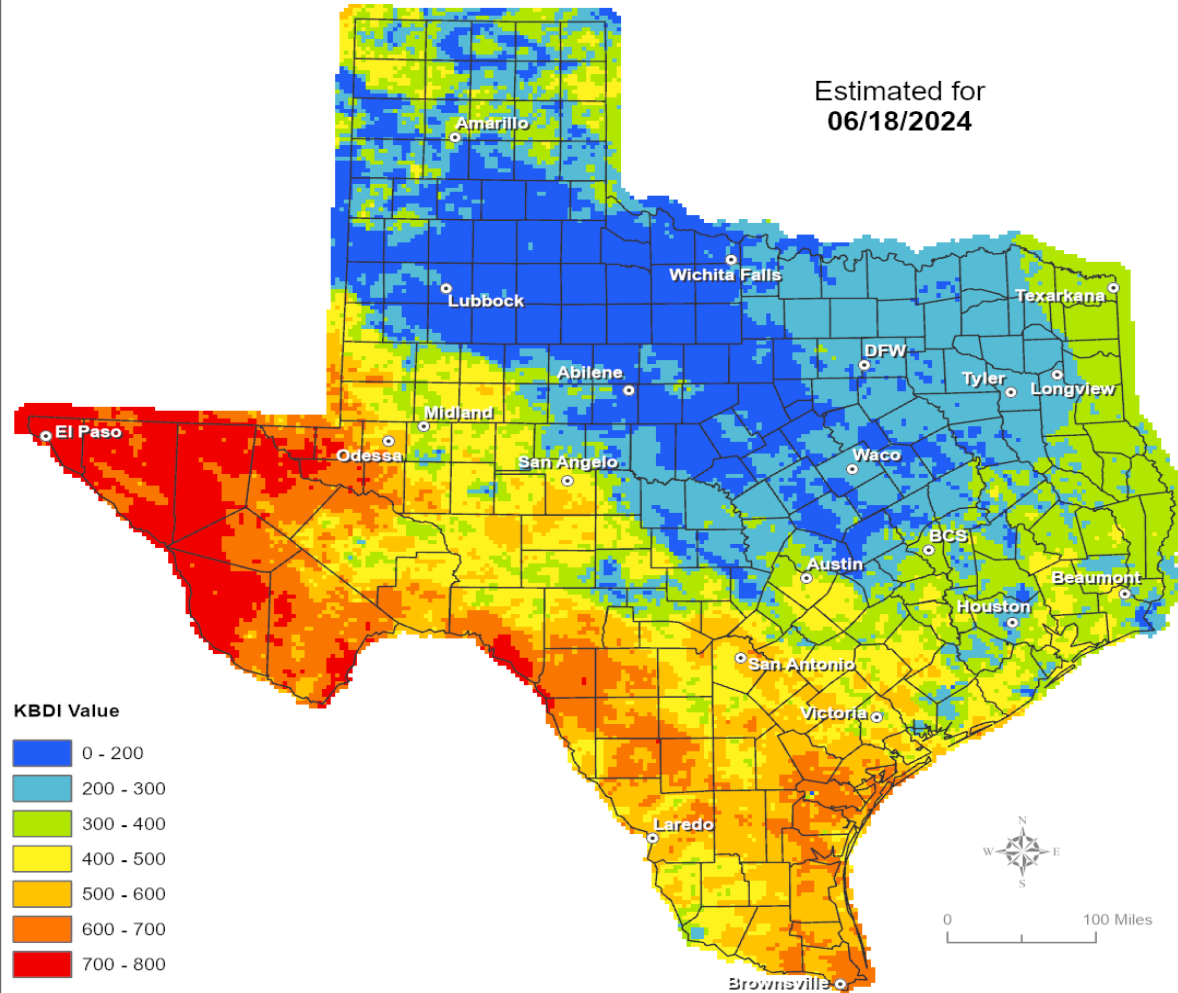 Estimated for
06/18/2024
Amarillo
Wichita Falls
Lubbock
Texarkana
DFW
Abilene
Tyler
Longview
Midland
El Paso
Odessa
San Angelo
Waco
BCS
Austin
Beaumont
Houston
San Antonio
Victoria
Laredo
Brownsville
KBDI Value
0 - 200
200 - 300
300 - 400
400 - 500
500 - 600
600 - 700
700 - 800
N
W E
S
0 100 Miles